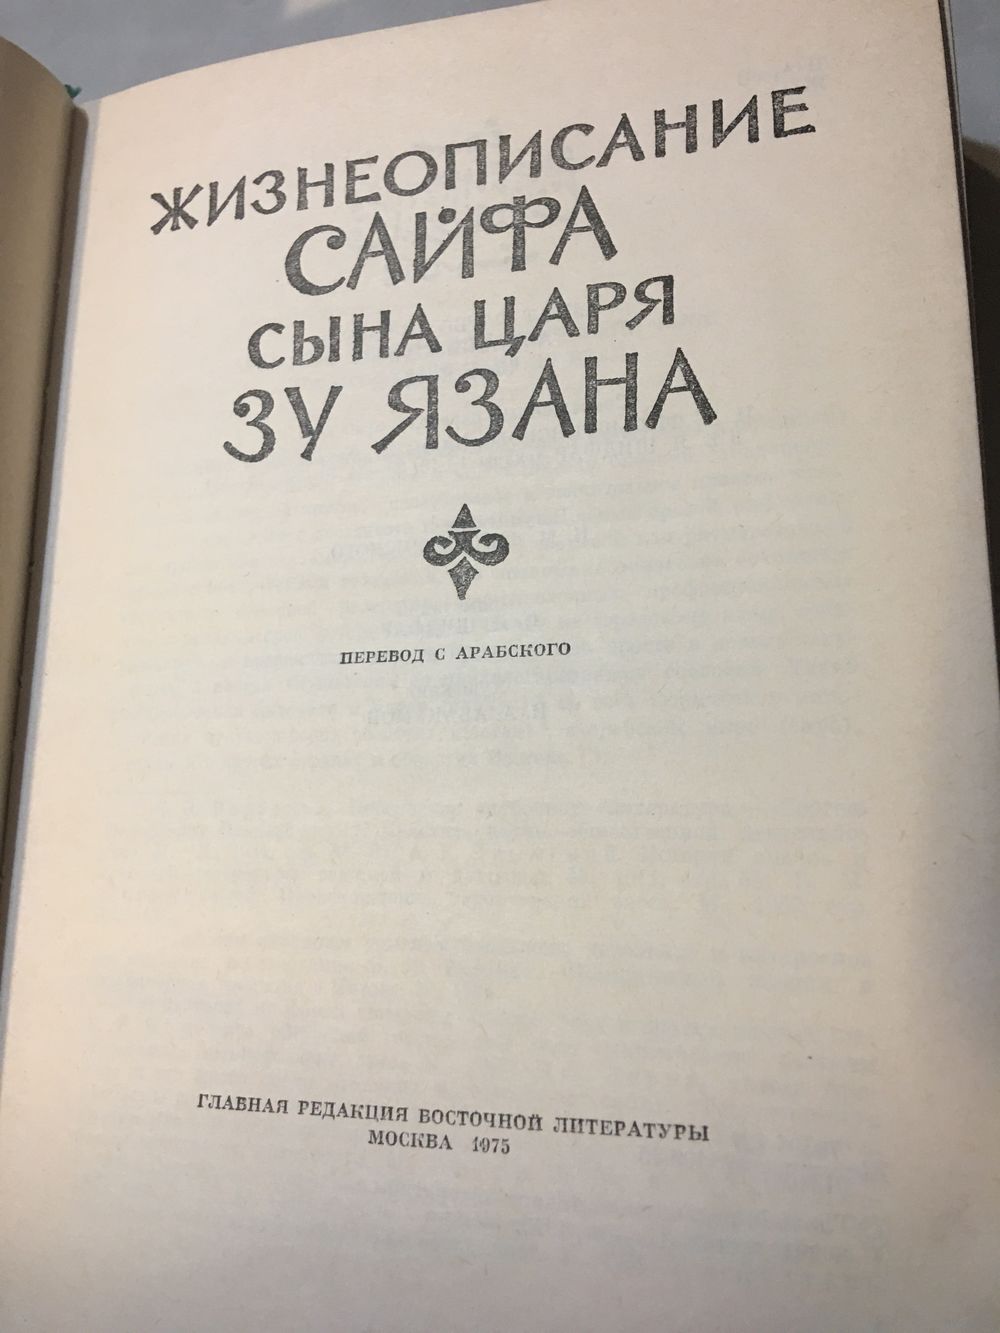 ЖИЗНЕОПИСАНИЕ
САЙФА
СЫНА ЦАРЯ
ЗУ ЯЗАНА
ПЕРЕВОД С АРАБСКОГО
ГЛАВНАЯ РЕДАКЦИЯ ВОСТОЧНОЙ ЛИТЕРАТУРЫ
МОСКВА 1975